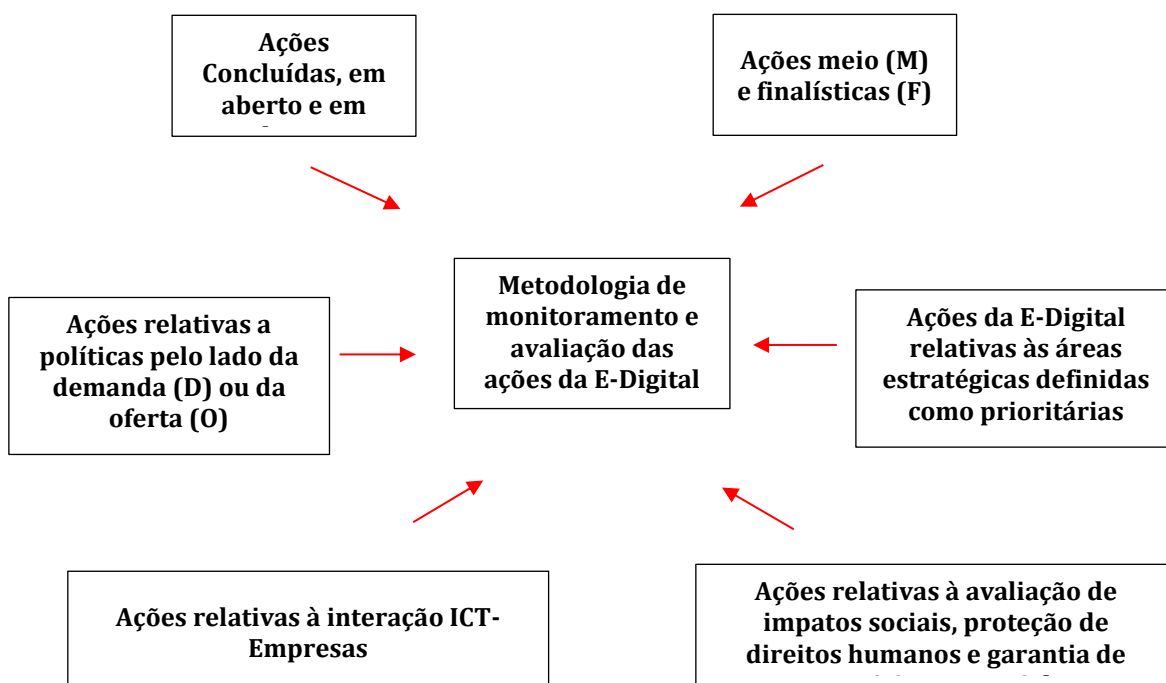 Ações
Concluídas, em
aberto e em
Ações meio (M)
e finalísticas (F)
Metodologia de
monitoramento e
avaliação das
ações da E-Digital
Ações relativas a
políticas pelo lado da
demanda (D) ou da
oferta (O)
Ações da E-Digital
relativas às áreas
estratégicas definidas
como prioritárias
Ações relativas à interação ICT-
Empresas
Ações relativas à avaliação de
impatos sociais, proteção de
direitos humanos e garantia de